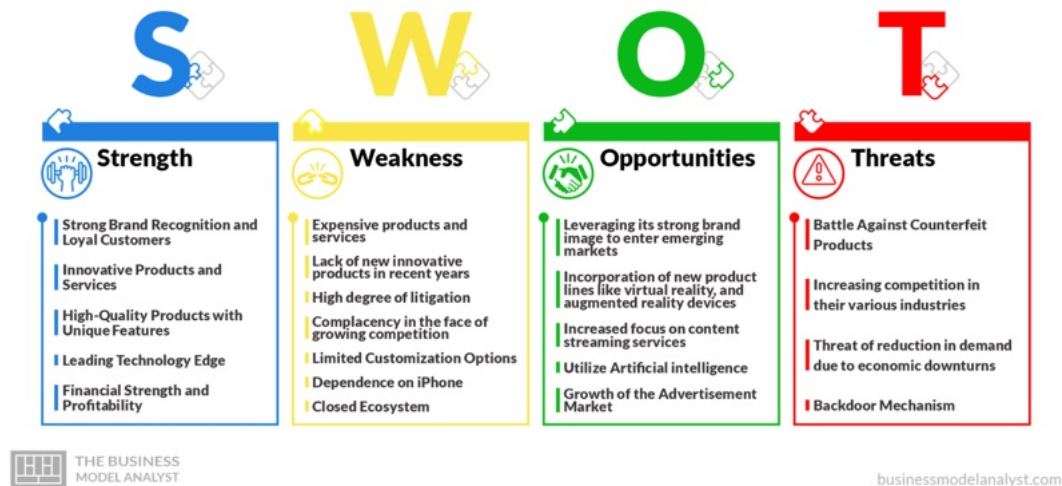 S W O T
Strength
Strong Brand Recognition and
Loyal Customers
Innovative Products and
Services
High-Quality Products with
Unique Features
Leading Technology Edge
Financial Strength and
Profitability
Weakness
Expensive products and
services
Lack of new innovative
products in recent years
High degree of litigation
Complacency in the face of
growing competition
Limited Customization Options
Dependence on iPhone
Closed Ecosystem
Opportunities
Leveraging its strong brand
image to enter emerging
markets
Incorporation of new product
lines like virtual reality, and
augmented reality devices
Increased focus on content
streaming services
Utilize Artificial intelligence
Growth of the Advertisement
Market
Threats
Battle Against Counterfeit
Products
Increasing competition in
their various industries
Threat of reduction in demand
due to economic downturns
Backdoor Mechanism
THE BUSINESS
MODEL ANALYST
businessmodelanalyst.com